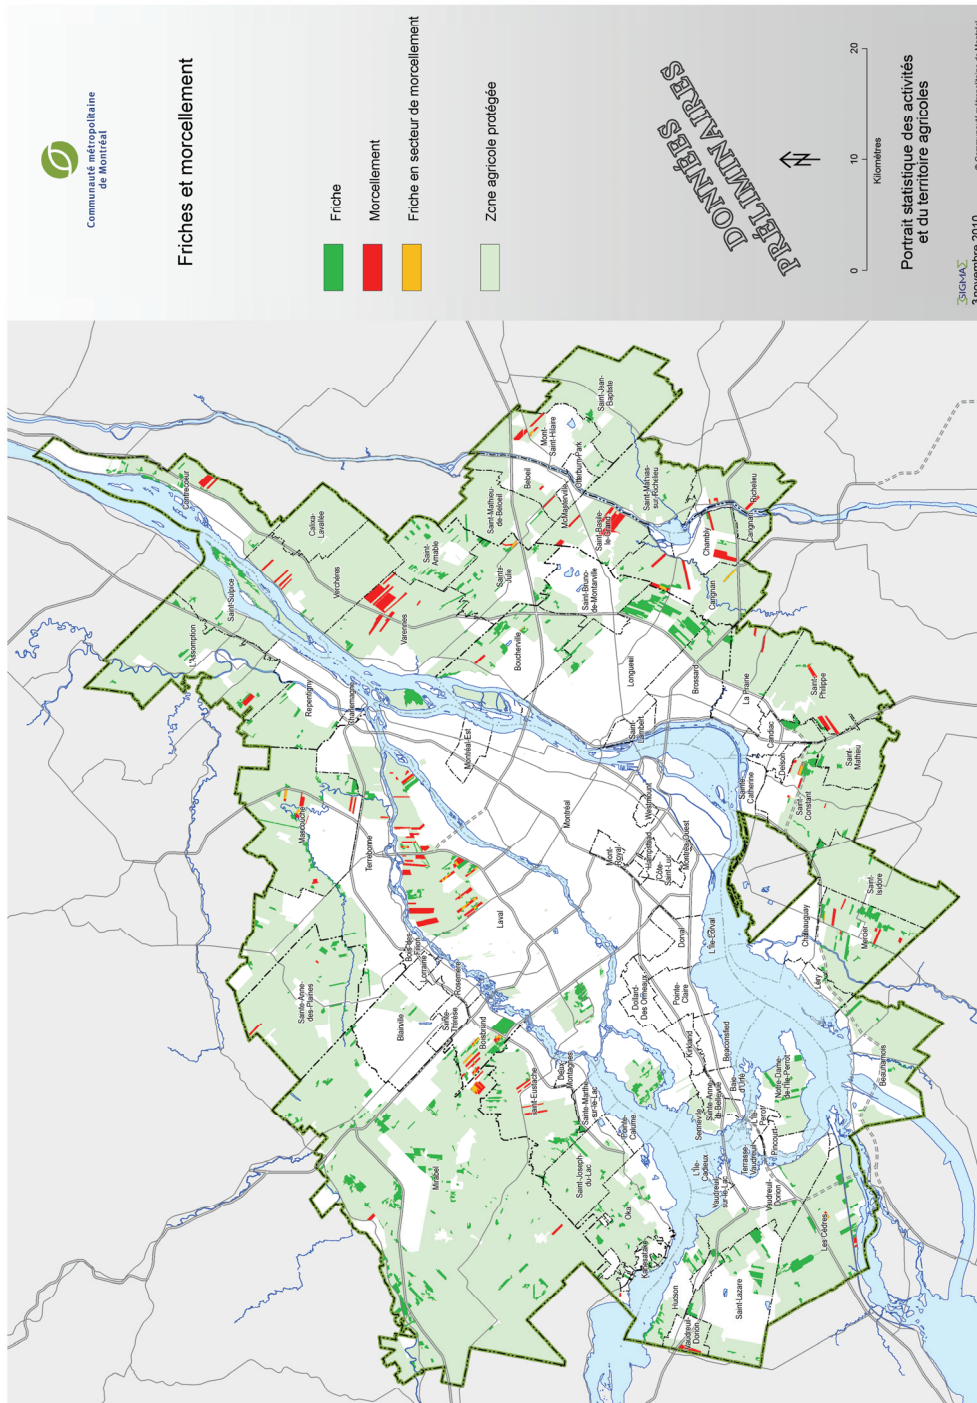 Communauté métropolitaine
de Montréal
Friches et morcellement
Friche
Morcellement
Friche en secteur de morcellement
Zone agricole protégée
DONNÉES
PRÉLIMINAIRES
N
0
10
20
Kilomètres
Portrait statistique des activités
et du territoire agricoles
SIGMA
3 novembre 2010
Contrecoeur
Calixa-
Lavallée
Verchères
Saint-Sulpice
L'Assomption
Repentigny
Charlemagne
Varennes
Saint-
Amable
Sainte-
Julie
Saint-Mathieu-
de-Beloeil
Beloeil
McMasterville
Mont-
Saint-Hilaire
Otterburn-Park
Saint-Jean-
Baptiste
Saint-Mathias-
sur-
Richelieu
Saint-Basile-
le-Grand
Saint-Bruno-
de-Montarville
Chambly
Richelieu
Carignan
Carignan
Boucherville
Longueuil
Brossard
Saint-
Lambert
La Prairie
Candiac
Saint-
Philippe
Delson
Sainte-
Catherine
Saint-
Constant
Saint-
Mathieu
Saint-
Isidore
Mercier
Châteauguay
Léry
Beauharnois
Mascouche
Terrebonne
Montréal-Est
Montréal
Westmount
Mont-
Royal
Hampstead
Côte-
Saint-Luc
Montréal-Ouest
Laval
Sainte-Anne-
des-Plaines
Bois-des-
Filion
Lorraine
Rosemère
Blainville
Sainte-
Thérèse
Boisbriand
Saint-Eustache
Deux-
Montagnes
Sainte-Marthe-
sur-le-Lac
Pointe-
Calumet
Mirabel
Saint-Joseph-
du-Lac
Oka
Kanesatake
Dorval
L'Île-Dorval
Dollard-
Des Ormeaux
Pointe-
Claire
Kirkland
Beaconsfield
Baie-
d'Urfé
Sainte-Anne-
de-Bellevue
Senneville
Notre-Dame-
de-l'Île-Perrot
L'Île-
Perrot
Pincourt
Terrasse-
Vaudreuil
L'Île-
Cadieux
Vaudreuil-
sur-le-Lac
Vaudreuil-
Dorion
Les Cèdres
Hudson
Saint-Lazare
Vaudreuil-
Dorion